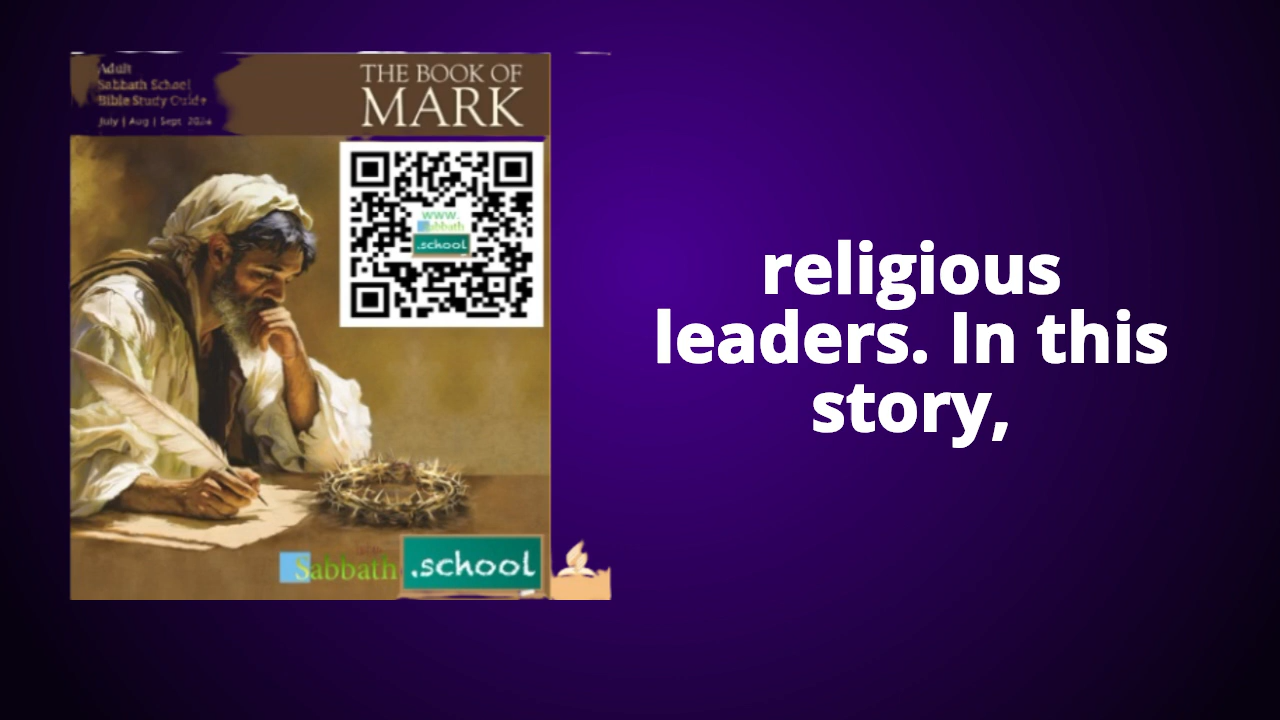 Adult
Sabbath School
Bible Study Guide
July | Aug | Sept 2024
THE BOOK OF
MARK
www.
Sabbath
.school
Sabbath .school
religious
leaders. In this
story,